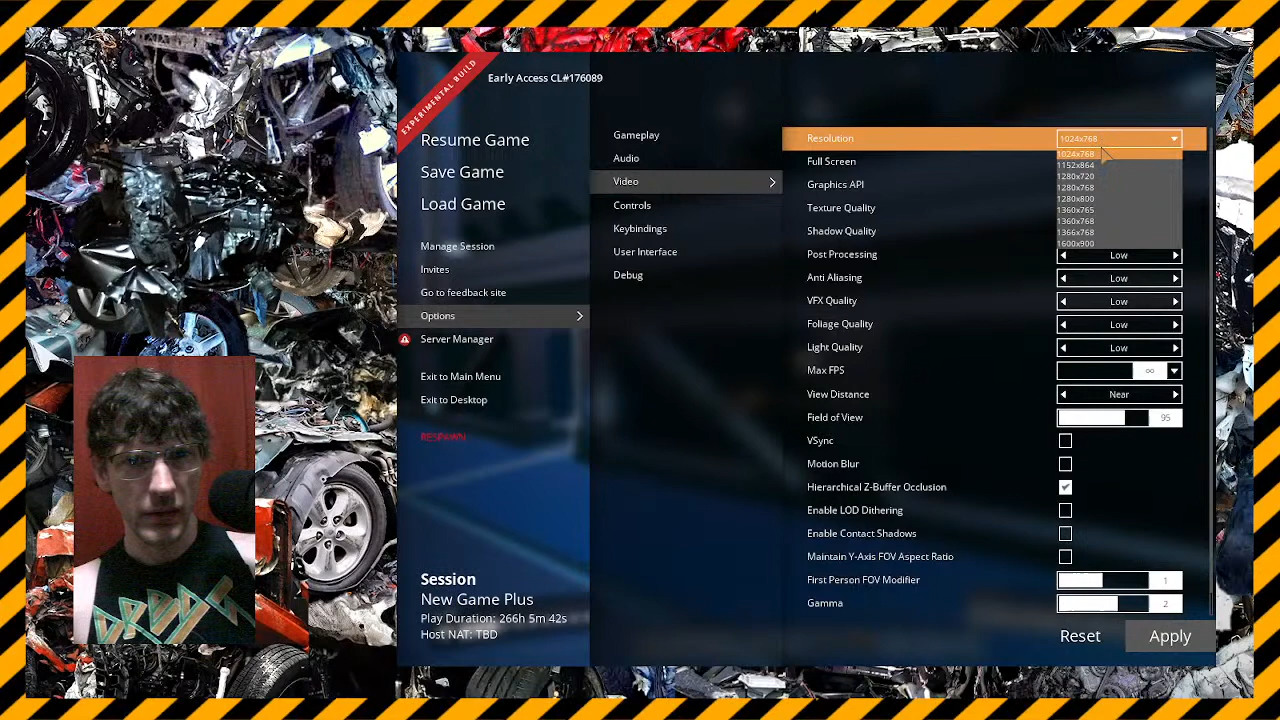 EXPERIMENTAL BUILD
Early Access CL#176089
Resume Game
Save Game
Load Game
Manage Session
Invites
Go to feedback site
Options
Server Manager
Exit to Main Menu
Exit to Desktop
RESPAWN
Session
New Game Plus
Play Duration: 266h 5m 42s
Host NAT: TBD
Gameplay
Audio
Video
Controls
Keybindings
User Interface
Debug
Resolution 1024x768
1024x768
1152x864
1280x720
1280x768
1280x800
1360x765
1360x768
1366x768
1600x900
Full Screen
Graphics API
Texture Quality
Shadow Quality
Post Processing Low
Anti Aliasing Low
VFX Quality Low
Foliage Quality Low
Light Quality Low
Max FPS ∞
View Distance Near
Field of View 95
VSync
Motion Blur
Hierarchical Z-Buffer Occlusion
Enable LOD Dithering
Enable Contact Shadows
Maintain Y-Axis FOV Aspect Ratio
First Person FOV Modifier 1
Gamma 2
Reset Apply